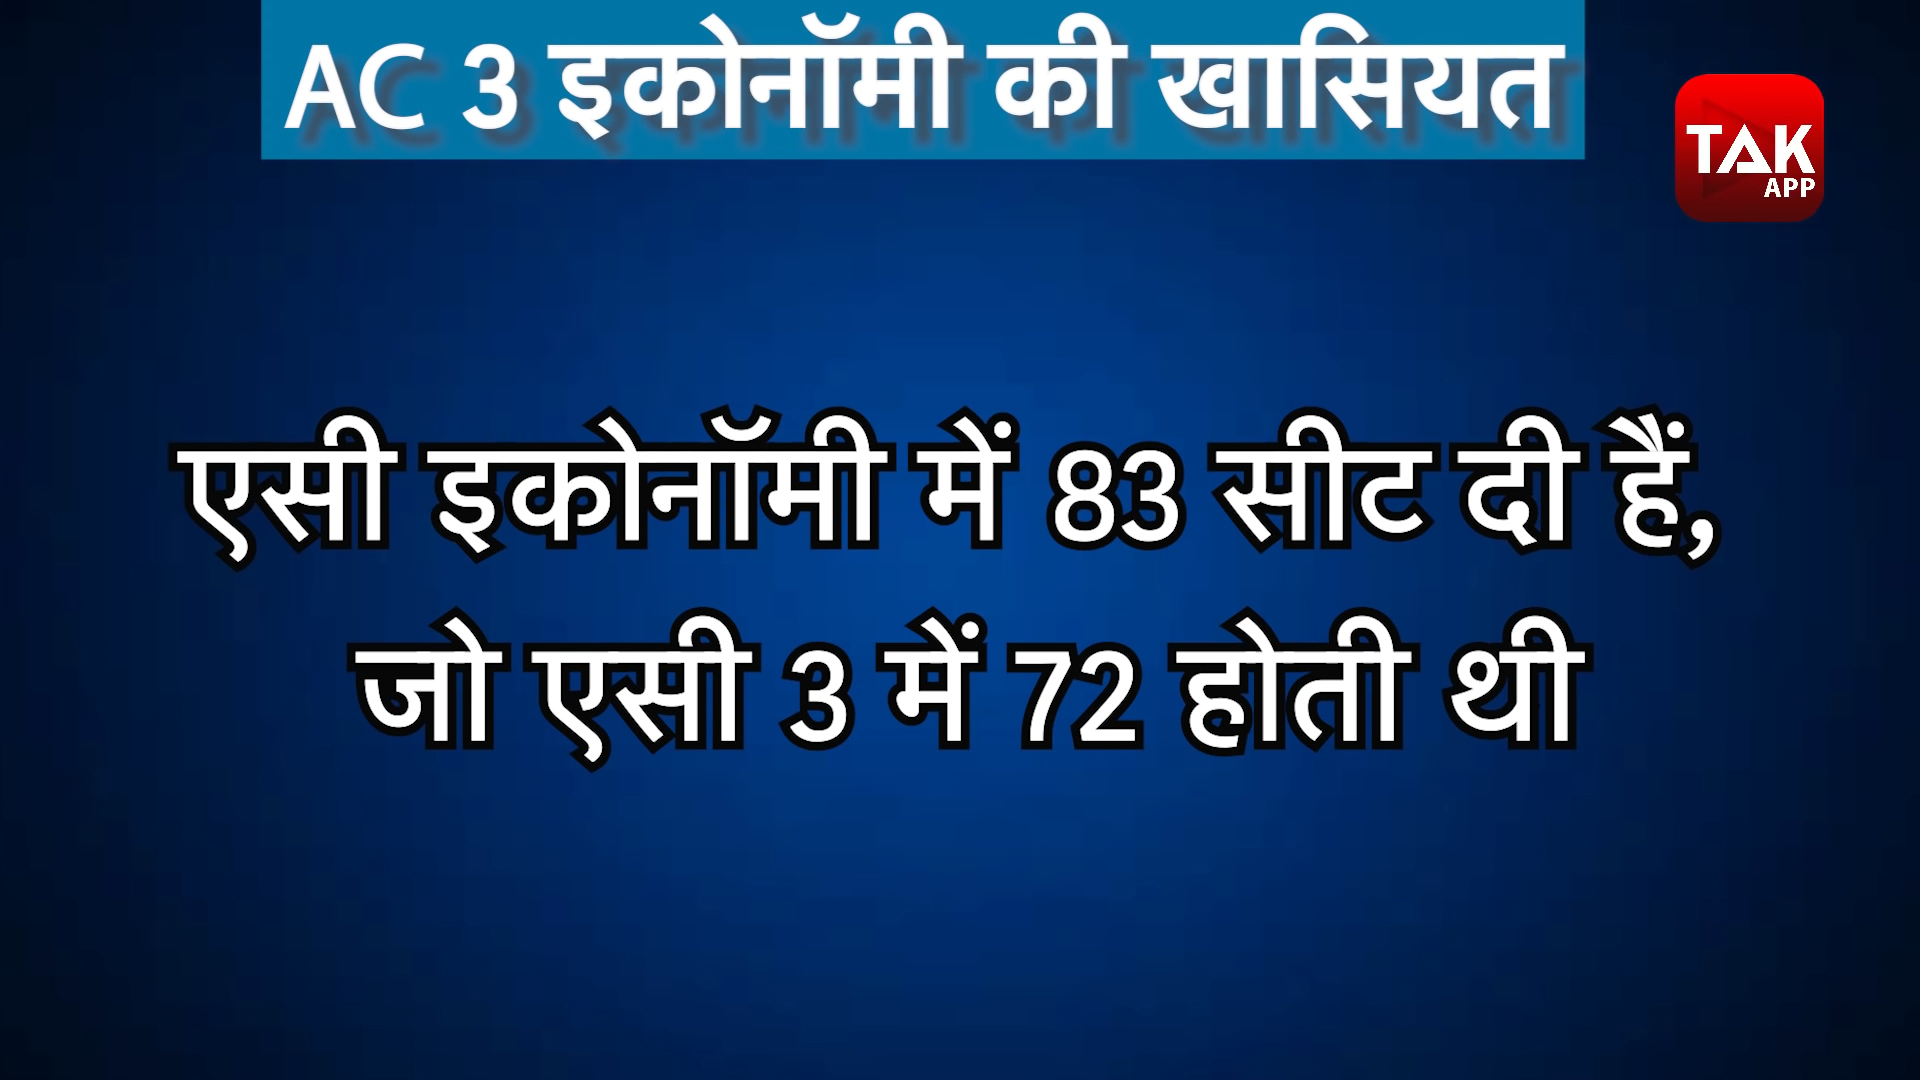 AC 3 इकोनॉमी की खासियत
TAK
APP
एसी इकोनॉमी में 83 सीट दी हैं,
जो एसी 3 में 72 होती थी